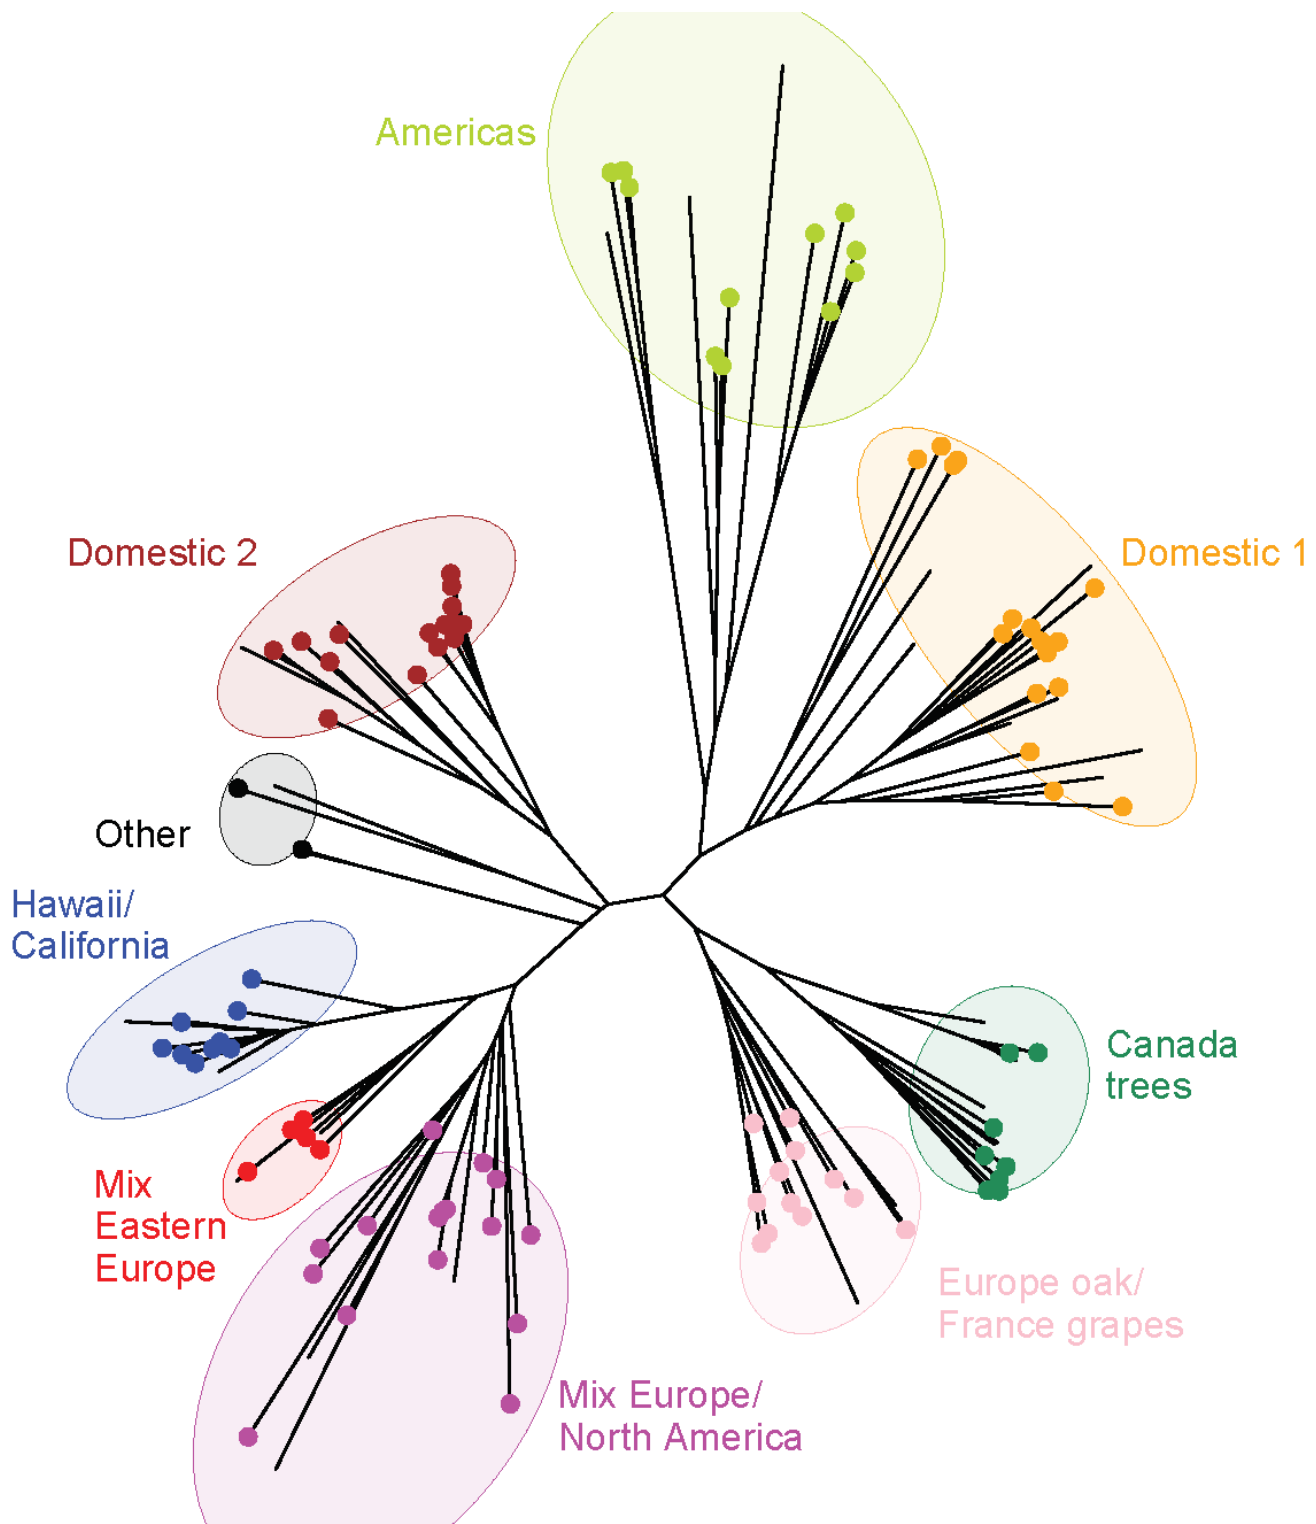 Americas
Domestic 2
Domestic 1
Other
Hawaii/
California
Canada
trees
Mix
Eastern
Europe
Europe oak/
France grapes
Mix Europe/
North America